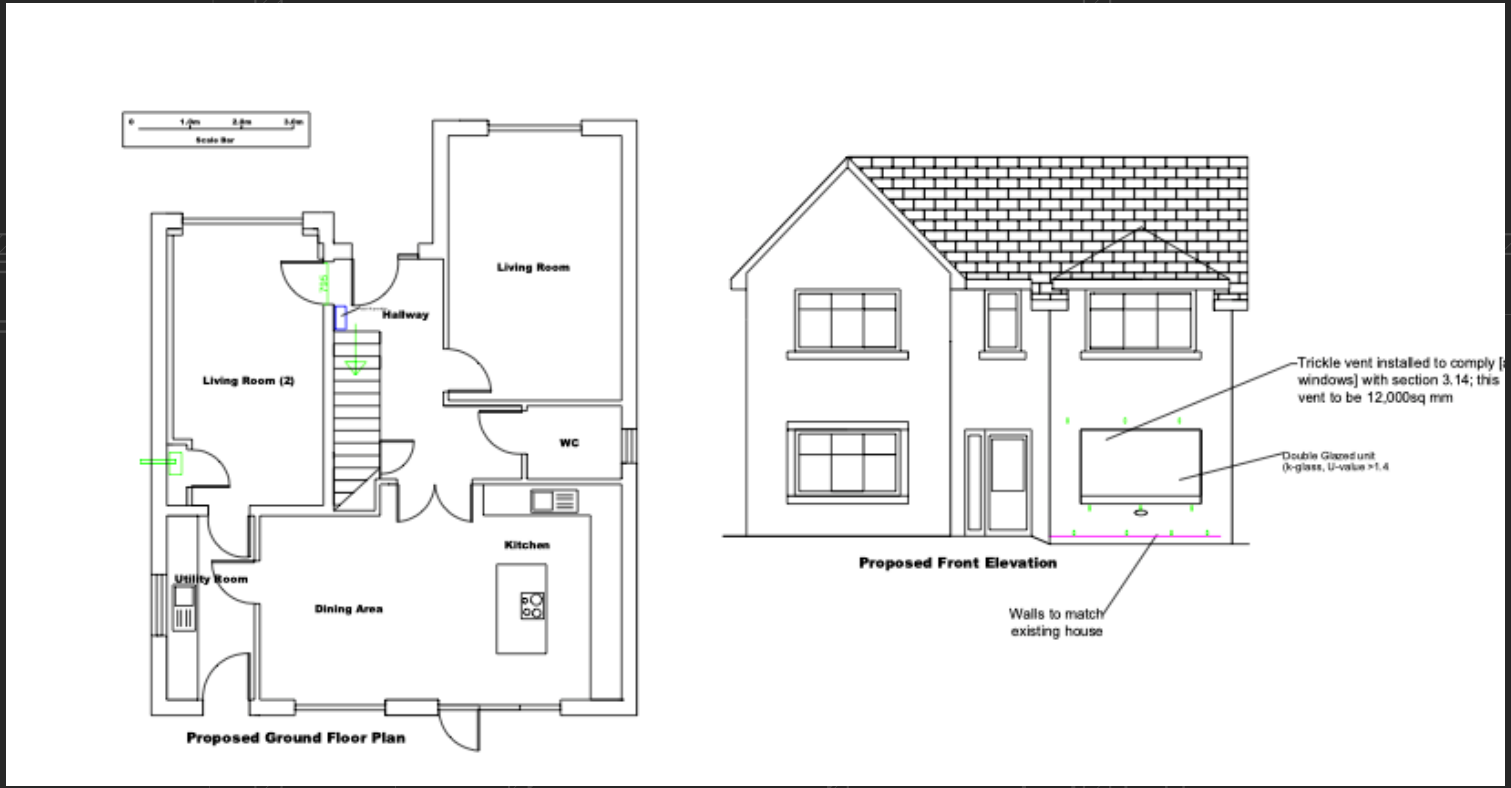 0 1.0m 2.0m 3.0m
Scale Bar
Living Room
795
Hallway
Living Room (2)
WC
Kitchen
Utility Room
Dining Area
Proposed Ground Floor Plan
Trickle vent installed to comply [a
windows] with section 3.14; this
vent to be 12,000sq mm
Double Glazed unit
(k-glass, U-value >1.4
Proposed Front Elevation
Walls to match
existing house